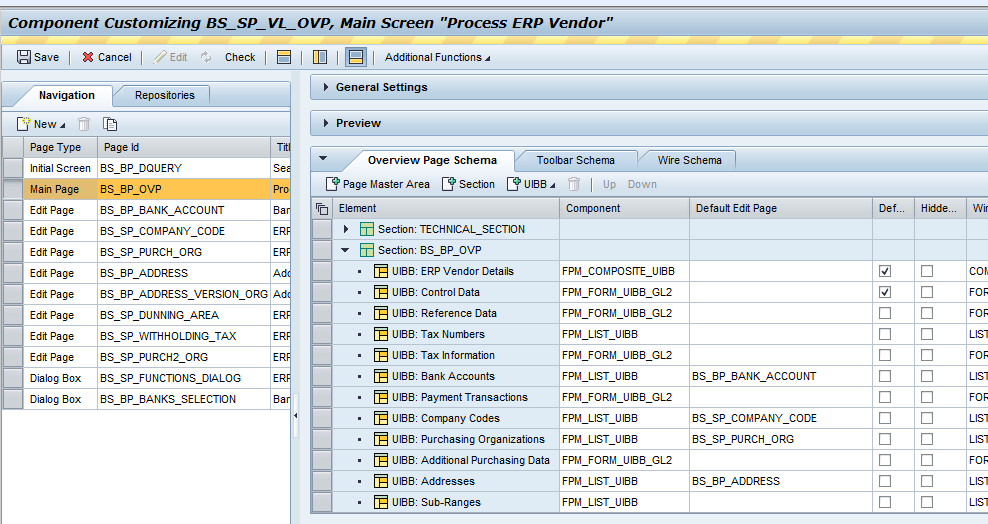 Component Customizing BS_SP_VL_OVP, Main Screen "Process ERP Vendor"
Save Cancel Edit Check Additional Functions
Navigation Repositories
New
Page Type Page Id Titl
Initial Screen BS_BP_DQUERY Sea
Main Page BS_BP_OVP Pro
Edit Page BS_BP_BANK_ACCOUNT Ban
Edit Page BS_SP_COMPANY_CODE ERP
Edit Page BS_SP_PURCH_ORG ERP
Edit Page BS_BP_ADDRESS Add
Edit Page BS_BP_ADDRESS_VERSION_ORG Add
Edit Page BS_SP_DUNNING_AREA ERP
Edit Page BS_SP_WITHHOLDING_TAX ERP
Edit Page BS_SP_PURCH2_ORG ERP
Dialog Box BS_SP_FUNCTIONS_DIALOG ERP
Dialog Box BS_BP_BANKS_SELECTION Ban
General Settings
Preview
Overview Page Schema Toolbar Schema Wire Schema
Page Master Area Section UIBB Up Down
Element Component Default Edit Page Def... Hidde... Wir
Section: TECHNICAL_SECTION
Section: BS_BP_OVP
UIBB: ERP Vendor Details FPM_COMPOSITE_UIBB COM
UIBB: Control Data FPM_FORM_UIBB_GL2 FOR
UIBB: Reference Data FPM_FORM_UIBB_GL2 FOR
UIBB: Tax Numbers FPM_LIST_UIBB LIST
UIBB: Tax Information FPM_FORM_UIBB_GL2 FOR
UIBB: Bank Accounts FPM_LIST_UIBB BS_BP_BANK_ACCOUNT LIST
UIBB: Payment Transactions FPM_FORM_UIBB_GL2 FOR
UIBB: Company Codes FPM_LIST_UIBB BS_SP_COMPANY_CODE LIST
UIBB: Purchasing Organizations FPM_LIST_UIBB BS_SP_PURCH_ORG LIST
UIBB: Additional Purchasing Data FPM_FORM_UIBB_GL2 FOR
UIBB: Addresses FPM_LIST_UIBB BS_BP_ADDRESS LIST
UIBB: Sub-Ranges FPM_LIST_UIBB LIST